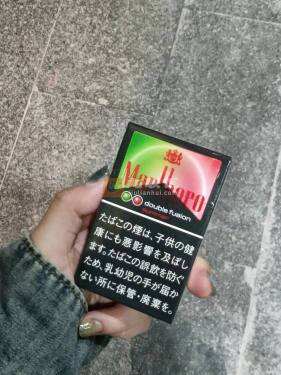 Marlboro
double fusion
たばこの煙は、子供の健
康にも悪影響を及ぼし
ます。たばこの誤飲を防ぐ
ため、乳幼児の手が届か
ない所に保管・廃棄を。